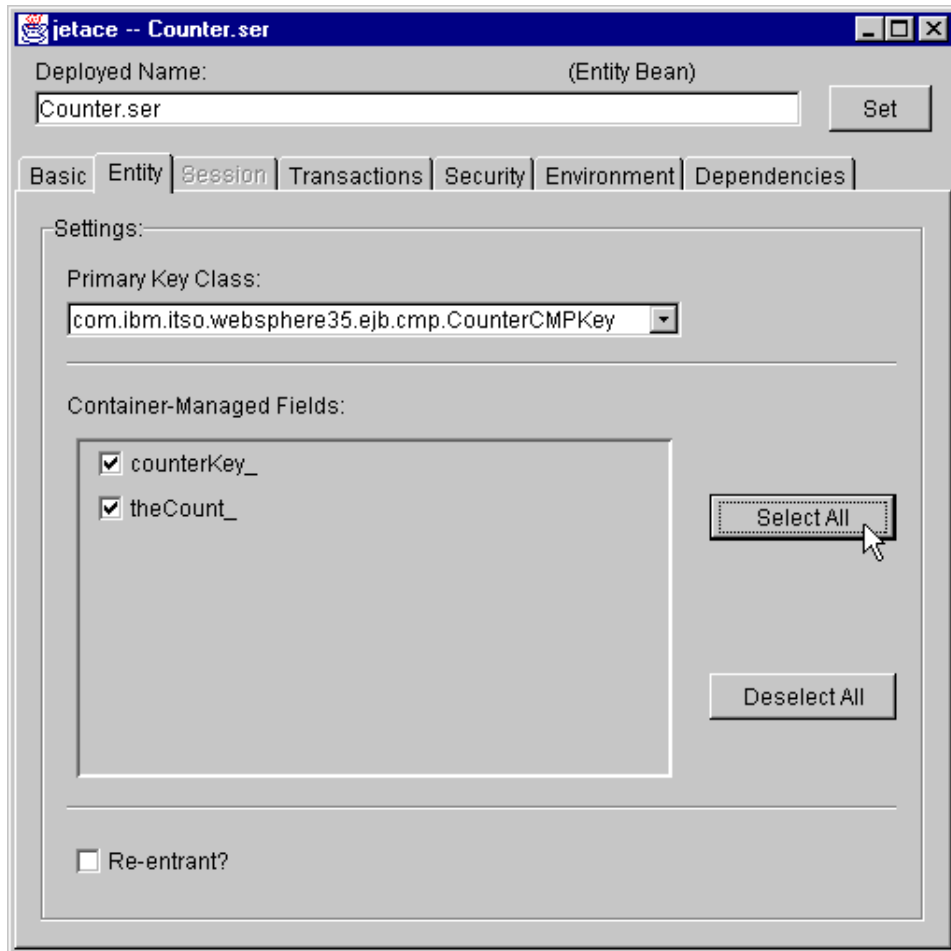 jetace -- Counter.ser
Deployed Name: (Entity Bean)
Counter.ser Set
Basic Entity Session Transactions Security Environment Dependencies
Settings:
Primary Key Class:
com.ibm.itso.websphere35.ejb.cmp.CounterCMPKey
Container-Managed Fields:
counterKey_
theCount_
Select All
Deselect All
Re-entrant?